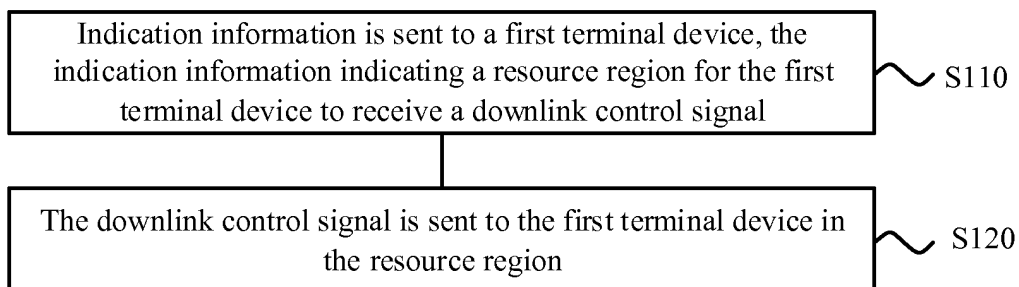 Indication information is sent to a first terminal device, the
indication information indicating a resource region for the first
terminal device to receive a downlink control signal
S110
The downlink control signal is sent to the first terminal device in
the resource region
S120